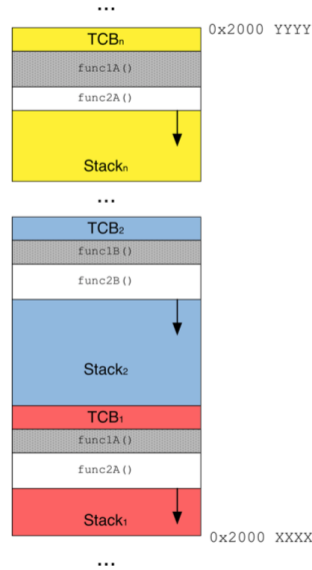 ...
0x2000 YYYY
TCBn
func1A()
func2A()
Stackn
...
TCB2
func1B()
func2B()
Stack2
TCB1
func1A()
func2A()
Stack1
0x2000 XXXX
...